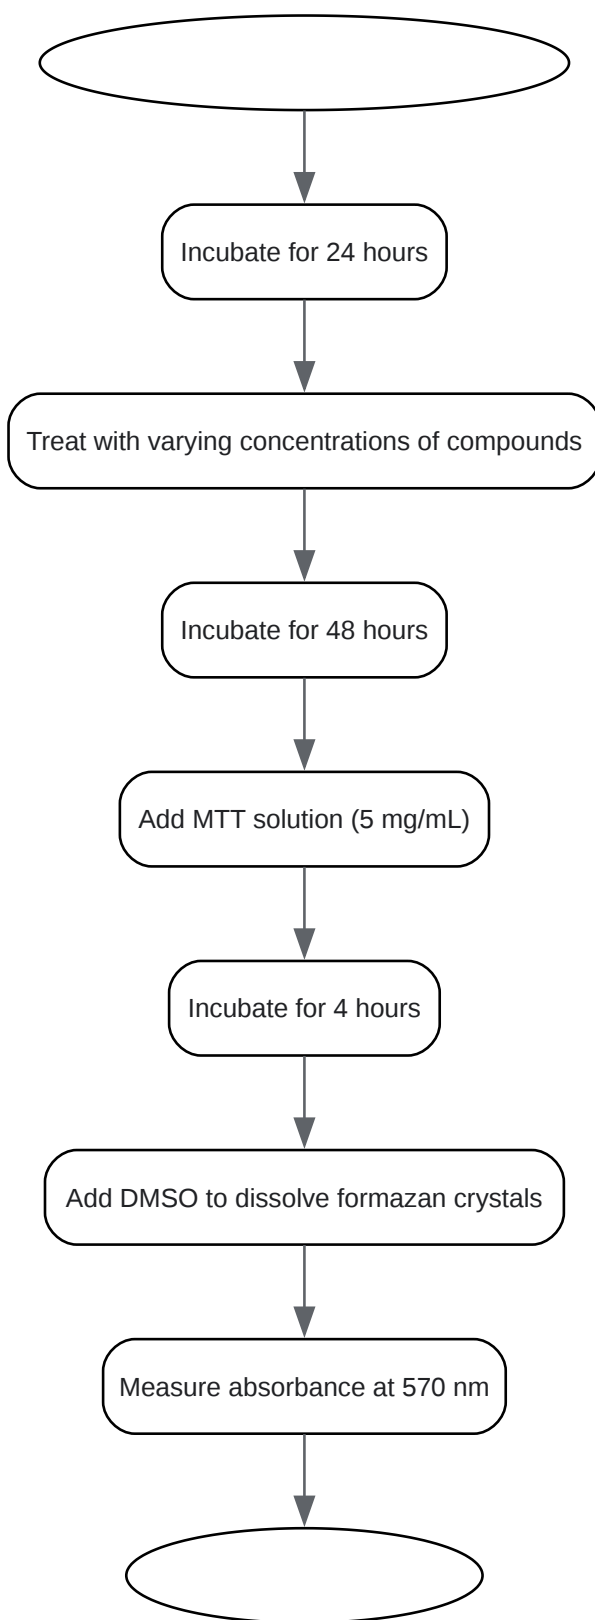 Incubate for 24 hours
Treat with varying concentrations of compounds
Incubate for 48 hours
Add MTT solution (5 mg/mL)
Incubate for 4 hours
Add DMSO to dissolve formazan crystals
Measure absorbance at 570 nm